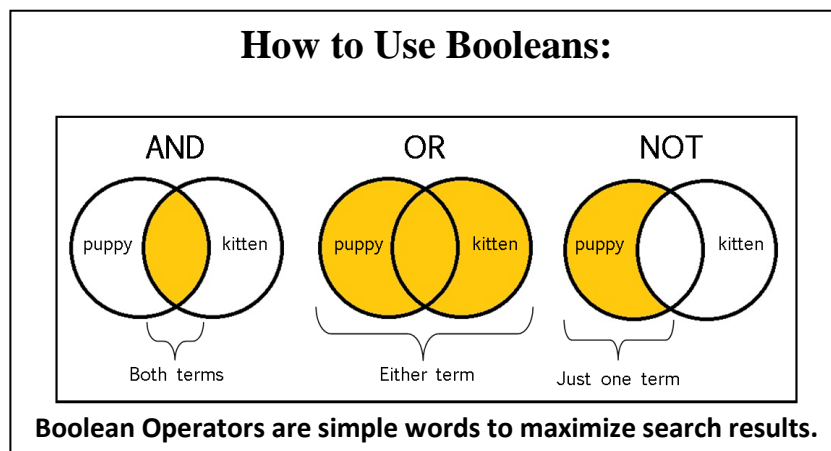 How to Use Booleans:
AND OR NOT
puppy kitten puppy kitten puppy kitten
Both terms Either term Just one term
Boolean Operators are simple words to maximize search results.